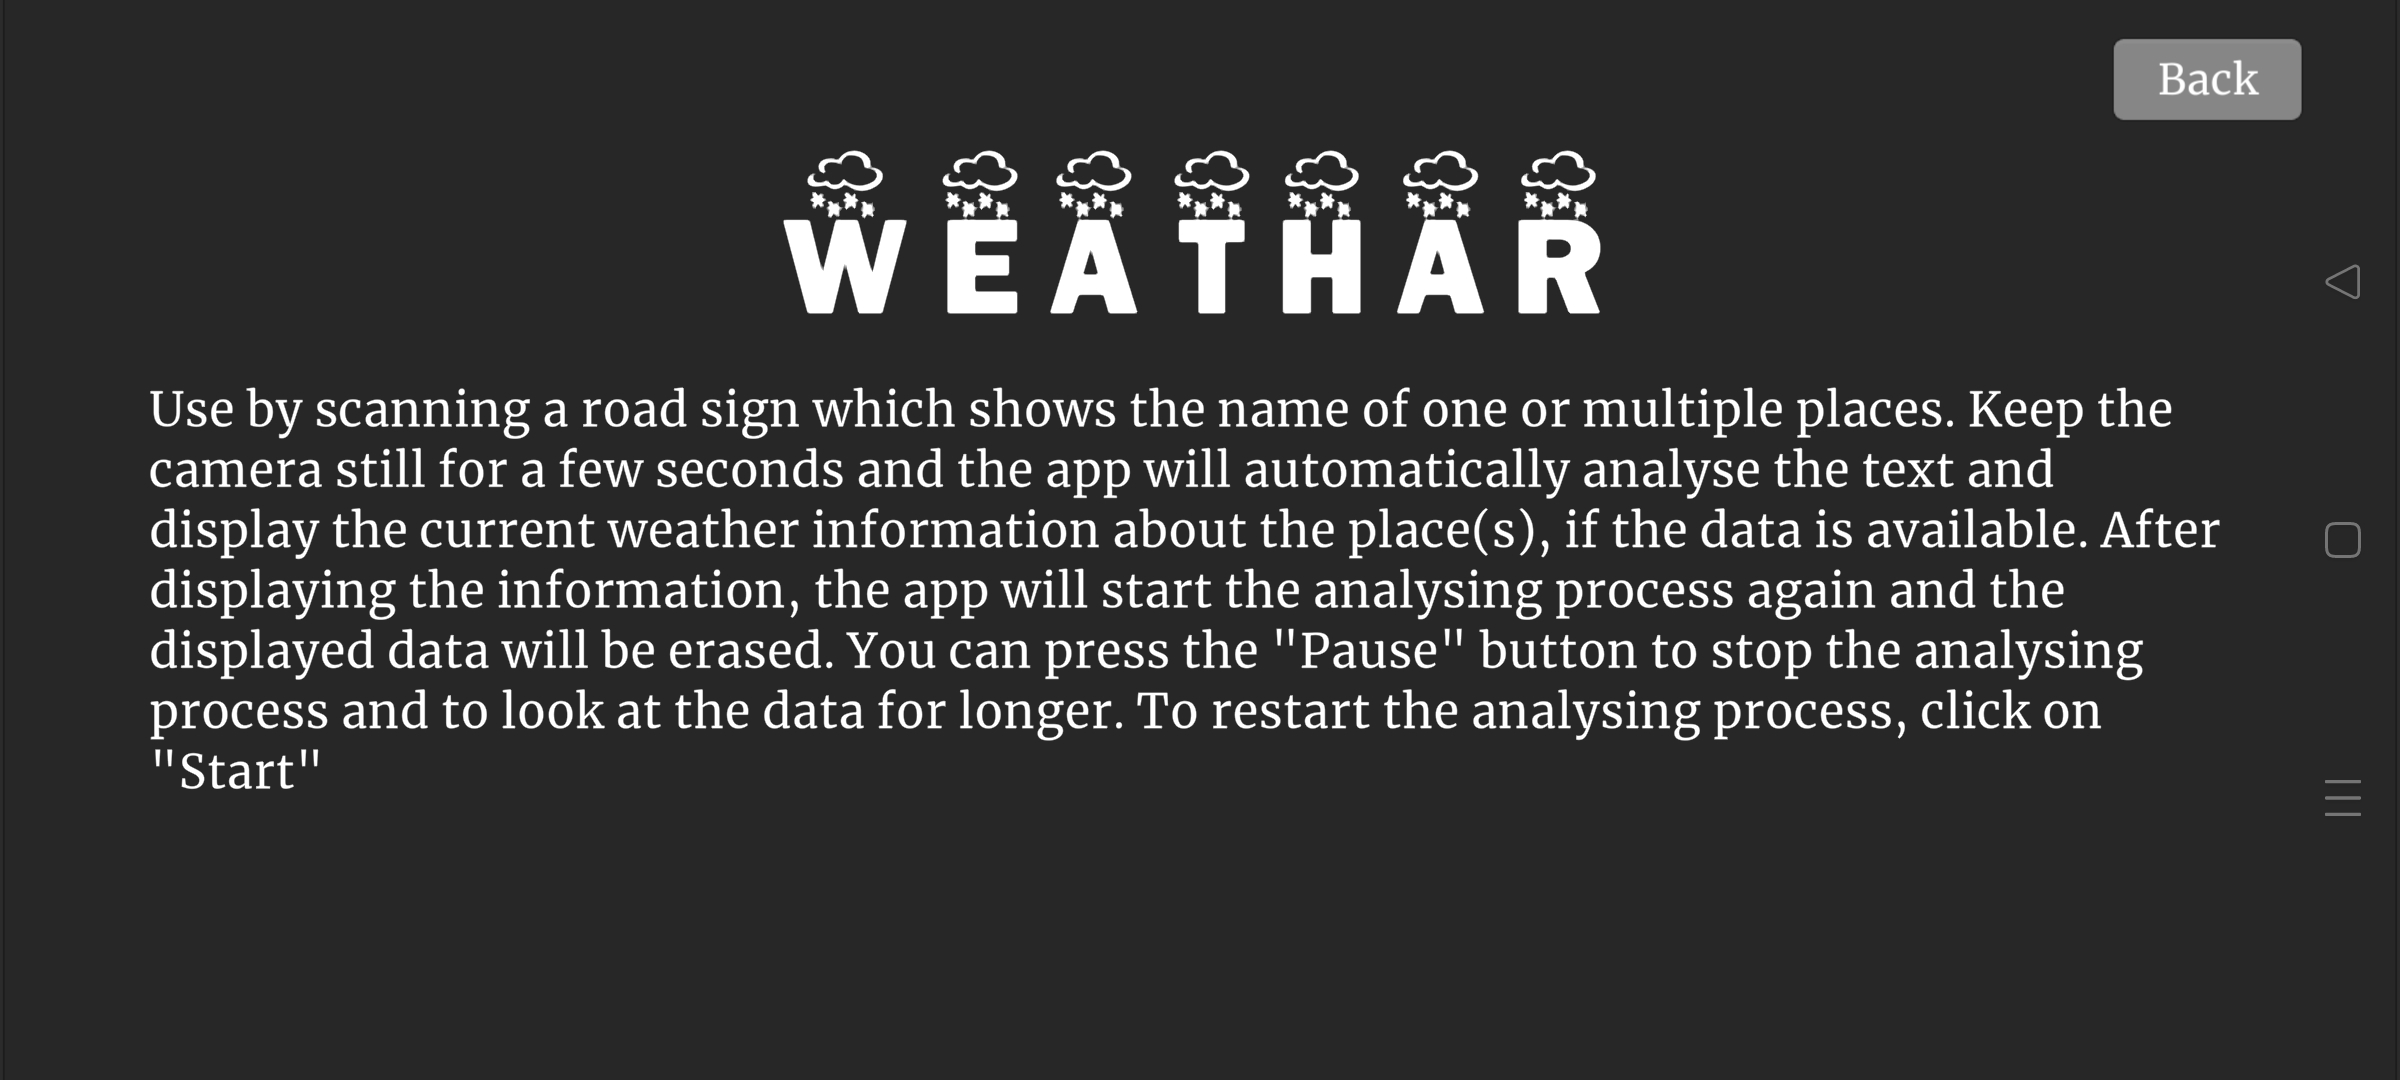 Back
WEATHAR
Use by scanning a road sign which shows the name of one or multiple places. Keep the
camera still for a few seconds and the app will automatically analyse the text and
display the current weather information about the place(s), if the data is available. After
displaying the information, the app will start the analysing process again and the
displayed data will be erased. You can press the "Pause" button to stop the analysing
process and to look at the data for longer. To restart the analysing process, click on
"Start"